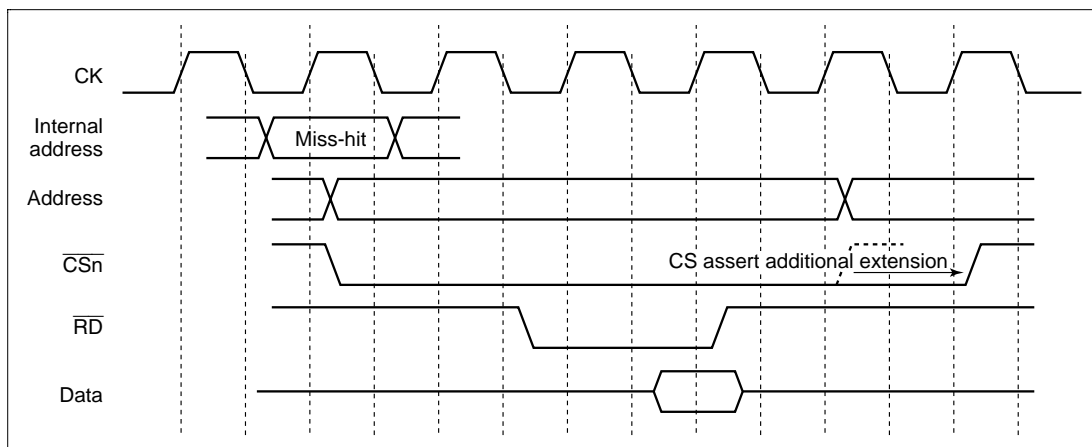 CK
Internal
address
Miss-hit
Address
CSn
CS assert additional extension
RD
Data